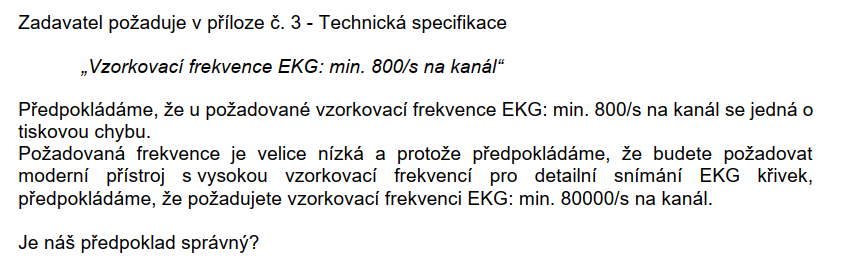 Zadavatel požaduje v příloze č. 3 - Technická specifikace
„Vzorkovací frekvence EKG: min. 800/s na kanál“
Předpokládáme, že u požadované vzorkovací frekvence EKG: min. 800/s na kanál se jedná o
tiskovou chybu.
Požadovaná frekvence je velice nízká a protože předpokládáme, že budete požadovat
moderní přístroj s vysokou vzorkovací frekvencí pro detailní snímání EKG křivek,
předpokládáme, že požadujete vzorkovací frekvenci EKG: min. 80000/s na kanál.
Je náš předpoklad správný?